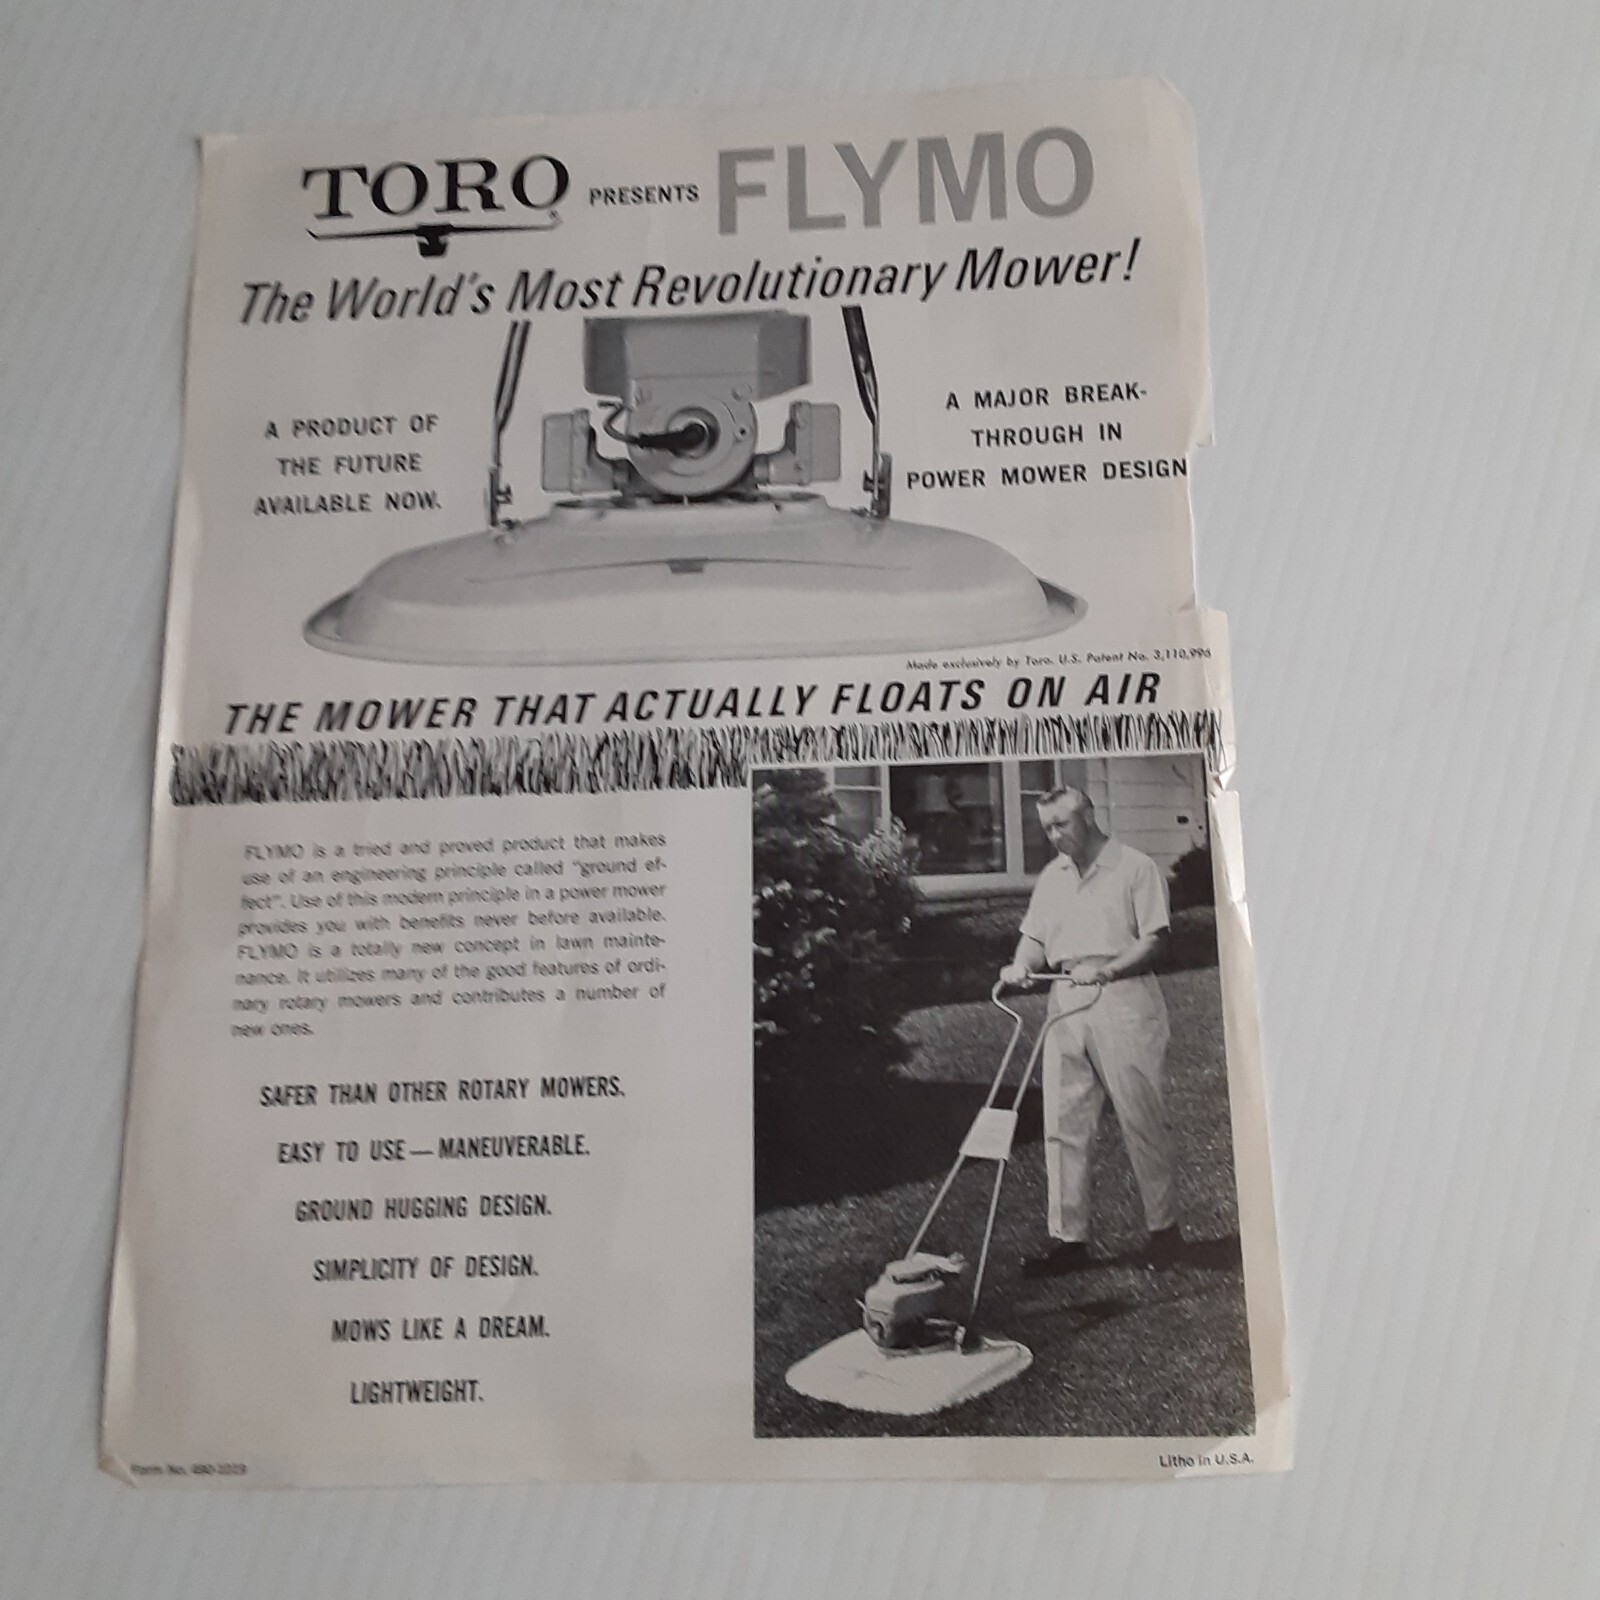 TORO PRESENTS FLYMO
The World's Most Revolutionary Mower!
A PRODUCT OF
THE FUTURE
AVAILABLE NOW.
A MAJOR BREAK-
THROUGH IN
POWER MOWER DESIGN
Made exclusively by Toro. U.S. Patent No. 3,110,996
THE MOWER THAT ACTUALLY FLOATS ON AIR
FLYMO is a tried and proved product that makes
use of an engineering principle called "ground ef-
fect". Use of this modern principle in a power mower
provides you with benefits never before available.
FLYMO is a totally new concept in lawn mainte-
nance. It utilizes many of the good features of ordi-
nary rotary mowers and contributes a number of
new ones.
SAFER THAN OTHER ROTARY MOWERS.
EASY TO USE — MANEUVERABLE.
GROUND HUGGING DESIGN.
SIMPLICITY OF DESIGN.
MOWS LIKE A DREAM.
LIGHTWEIGHT.
Form No.
Litho in U.S.A.